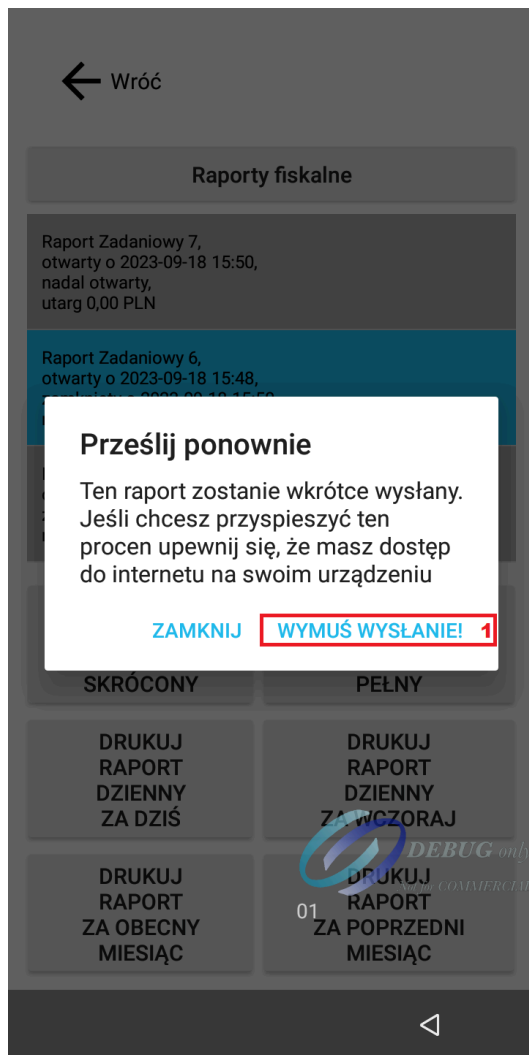 Wróć
Raporty fiskalne
Raport Zadaniowy 7,
otwarty o 2023-09-18 15:50,
nadal otwarty,
utarg 0,00 PLN
Raport Zadaniowy 6,
otwarty o 2023-09-18 15:48,
Prześlij ponownie
Ten raport zostanie wkrótce wysłany.
Jeśli chcesz przyspieszyć ten
procen upewnij się, że masz dostęp
do internetu na swoim urządzeniu
ZAMKNIJ
WYMUŚ WYSŁANIE! 1
SKRÓCONY
PEŁNY
DRUKUJ
RAPORT
DZIENNY
ZA DZIŚ
DRUKUJ
RAPORT
DZIENNY
ZA WCZORAJ
DEBUG only
Not for COMMERCIAL
DRUKUJ
RAPORT
ZA OBECNY
MIESIĄC
DRUKUJ
01
RAPORT
ZA POPRZEDNI
MIESIĄC